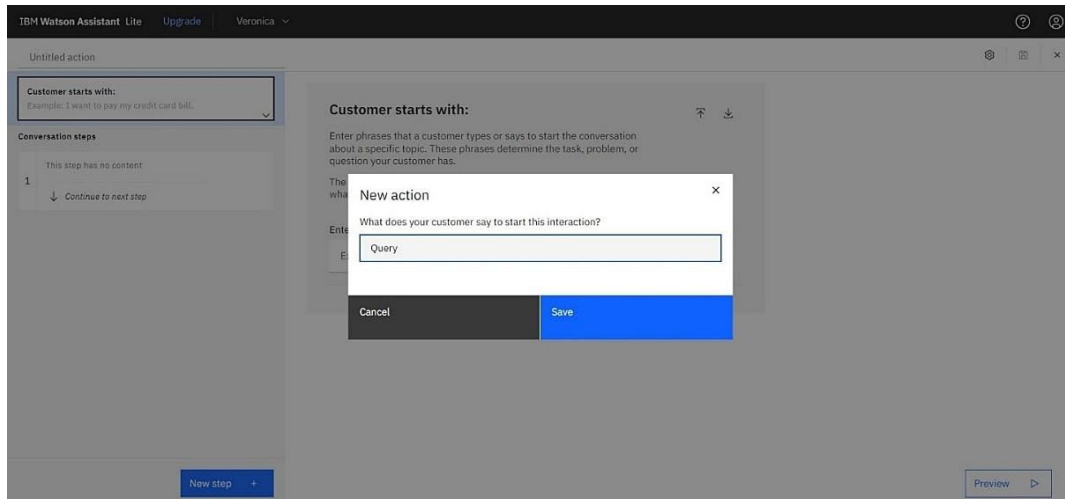 IBM Watson Assistant Lite Upgrade Veronica
Untitled action
Customer starts with:
Example: I want to pay my credit card bill.
Conversation steps
This step has no content
1
Continue to next step
New step +
Customer starts with:
Enter phrases that a customer types or says to start the conversation
about a specific topic. These phrases determine the task, problem, or
question your customer has.
The
wha
Ente
E
New action
What does your customer say to start this interaction?
Query
Cancel
Save
Preview